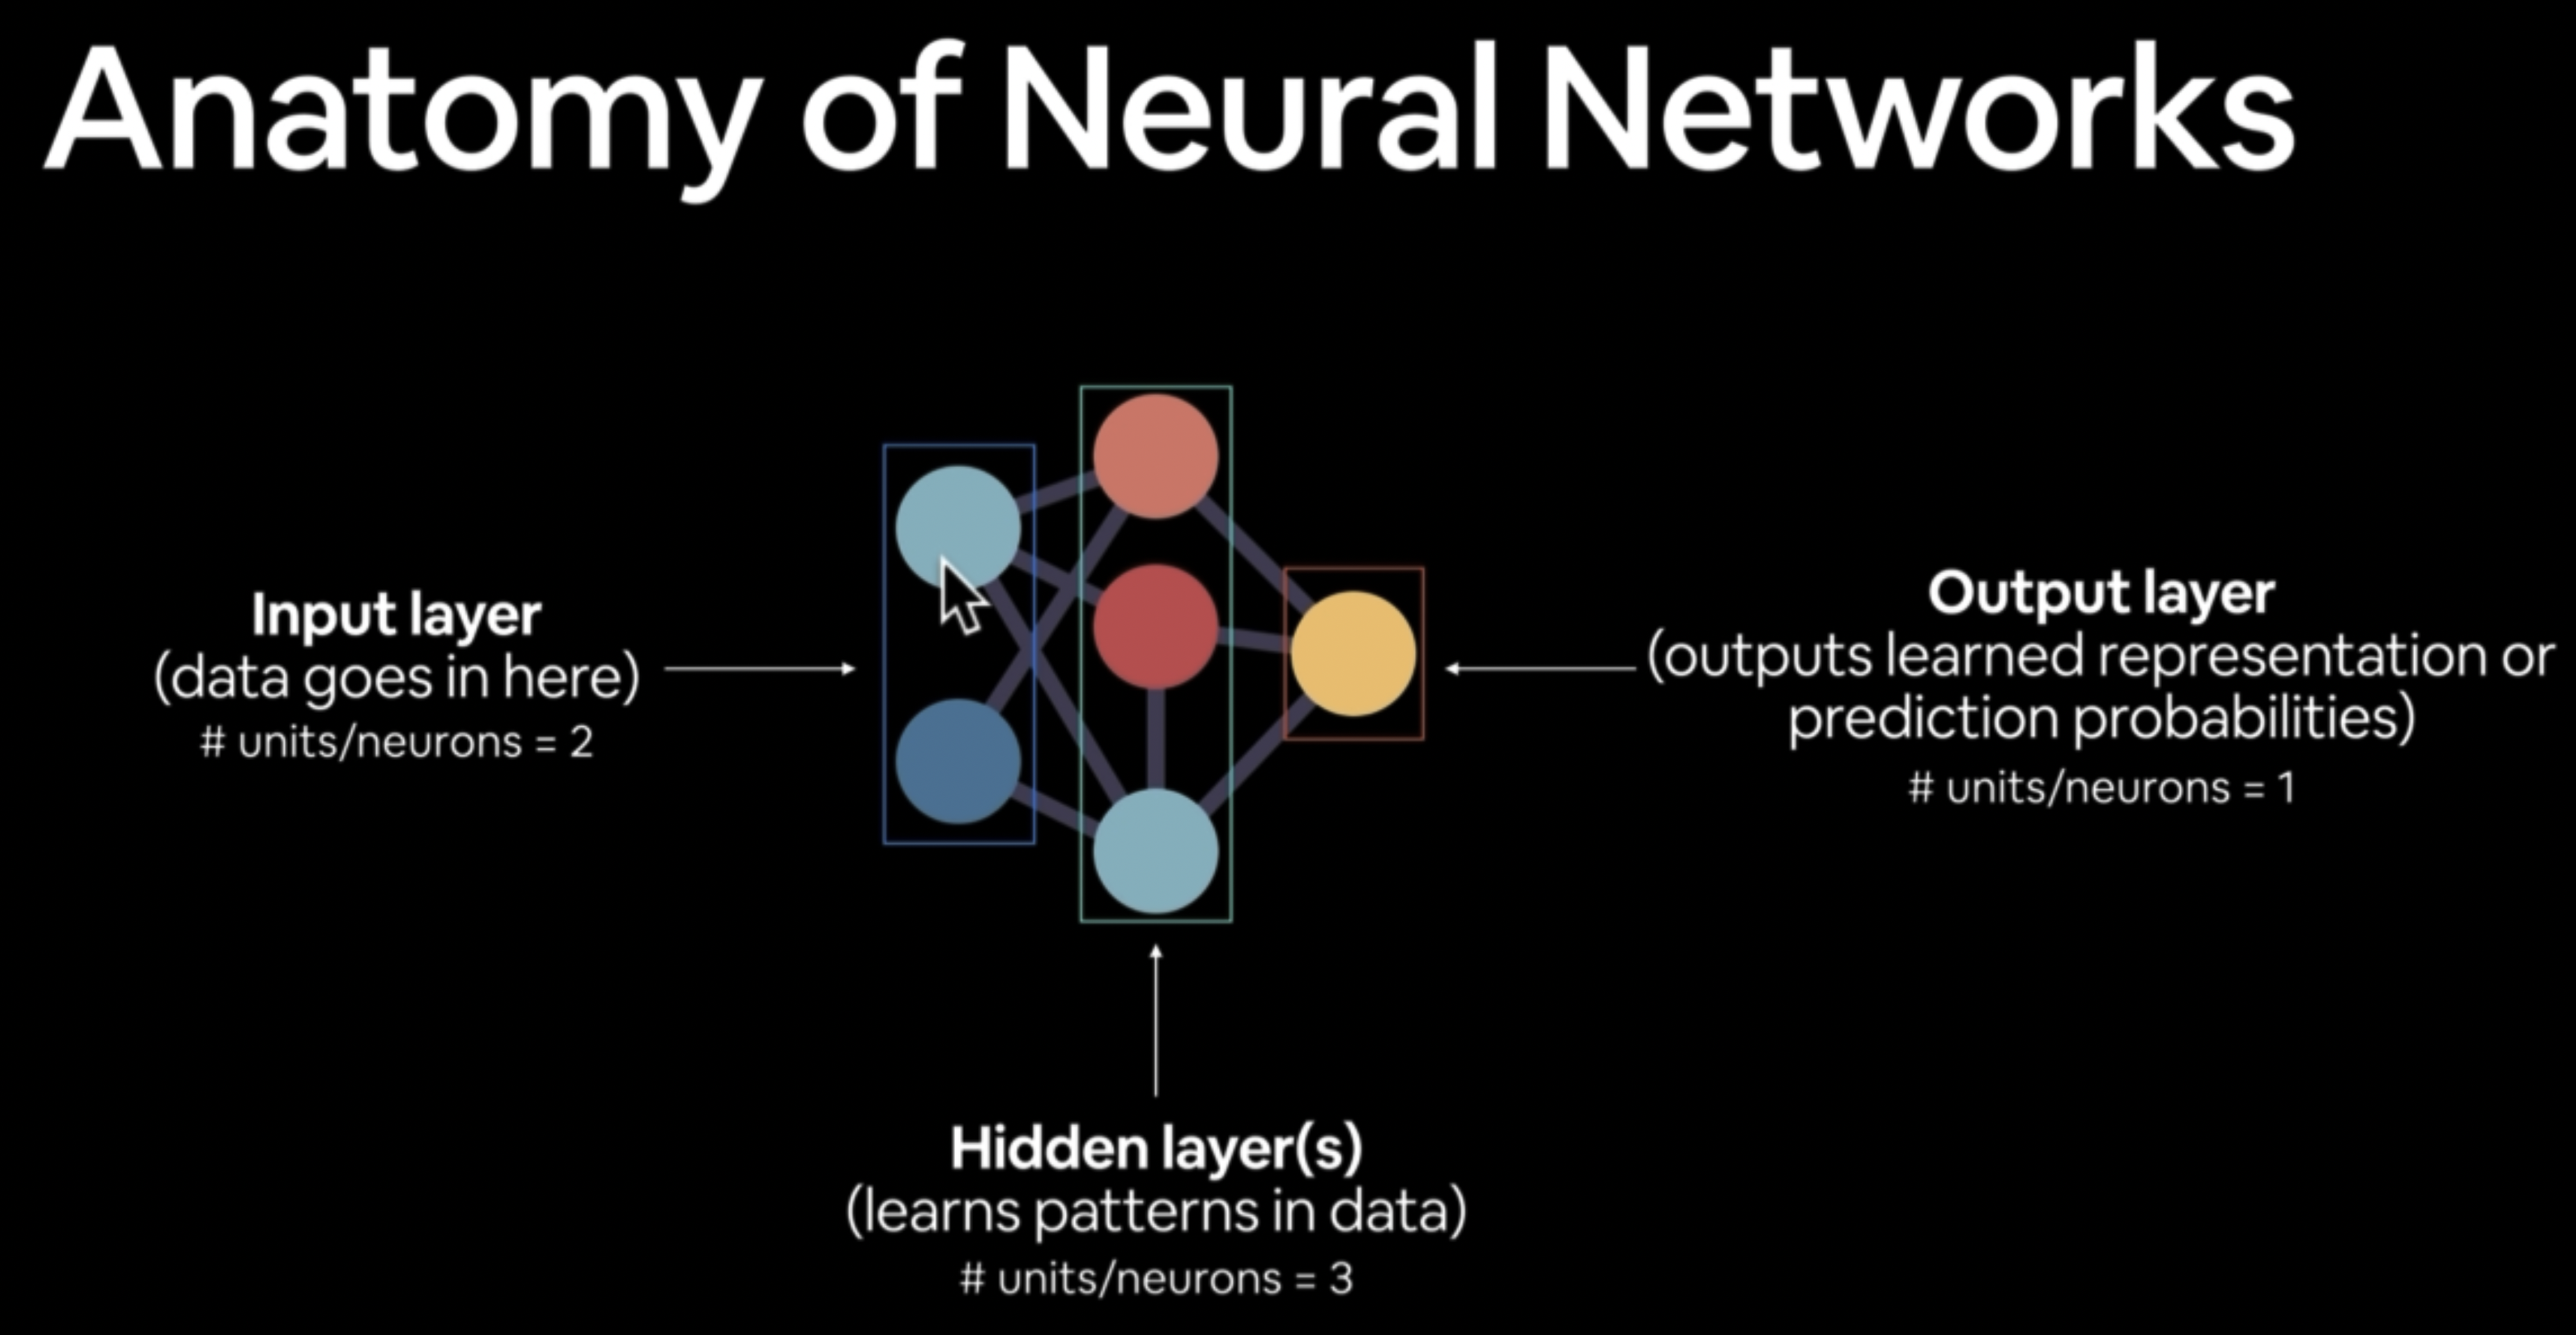 Anatomy of Neural Networks
Input layer
(data goes in here)
# units/neurons = 2
Output layer
(outputs learned representation or
prediction probabilities)
# units/neurons = 1
Hidden layer(s)
(learns patterns in data)
# units/neurons = 3